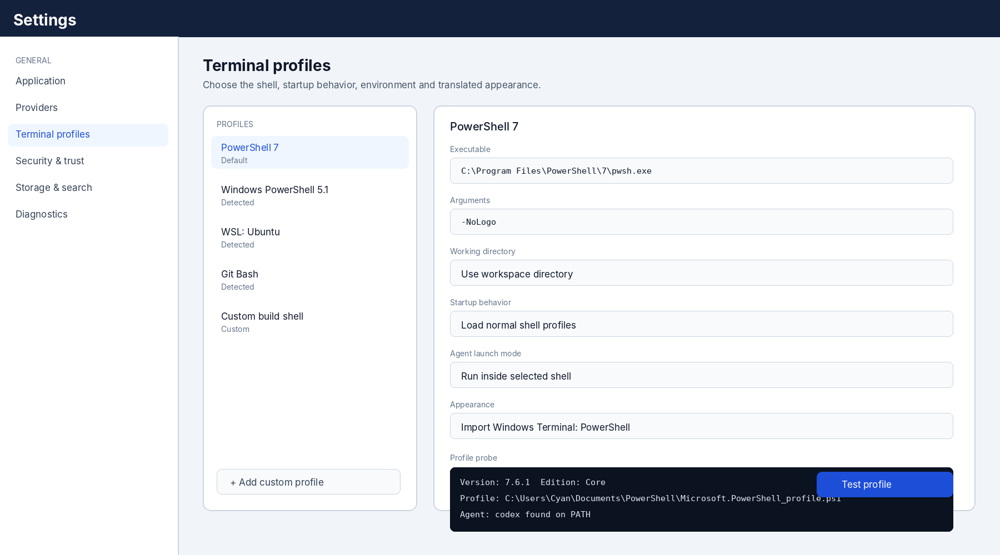 Settings
GENERAL
Application
Providers
Terminal profiles
Security & trust
Storage & search
Diagnostics
Terminal profiles
Choose the shell, startup behavior, environment and translated appearance.
PROFILES
PowerShell 7
Default
Windows PowerShell 5.1
Detected
WSL: Ubuntu
Detected
Git Bash
Detected
Custom build shell
Custom
+ Add custom profile
PowerShell 7
Executable
C:\Program Files\PowerShell\7\pwsh.exe
Arguments
-NoLogo
Working directory
Use workspace directory
Startup behavior
Load normal shell profiles
Agent launch mode
Run inside selected shell
Appearance
Import Windows Terminal: PowerShell
Profile probe
Version: 7.6.1  Edition: Core
Test profile
Profile: C:\Users\Cyan\Documents\PowerShell\Microsoft.PowerShell_profile.ps1
Agent: codex found on PATH